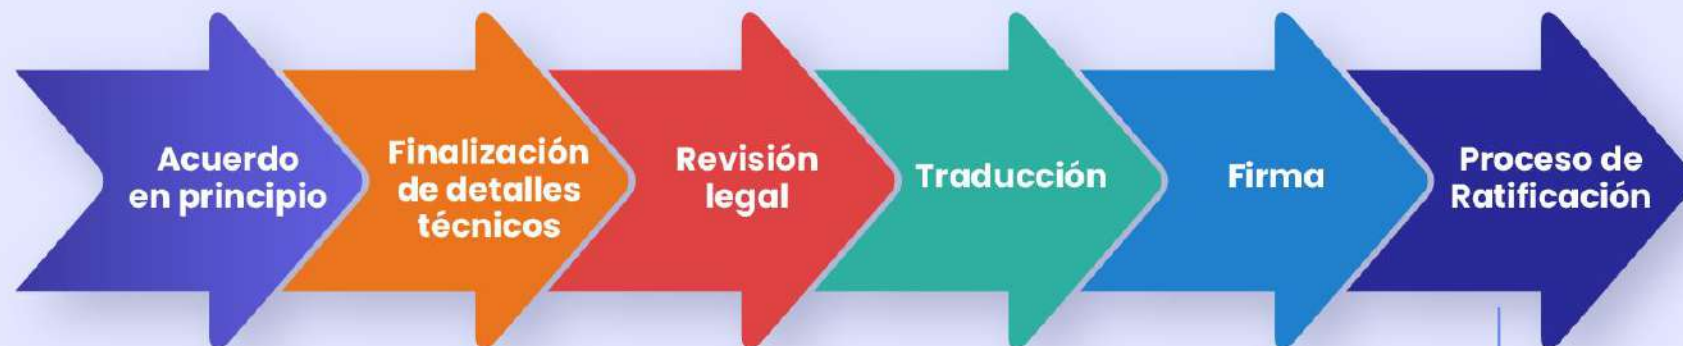 Acuerdo
en principio
Finalización
de detalles
técnicos
Revisión
legal
Traducción
Firma
Proceso de
Ratificación